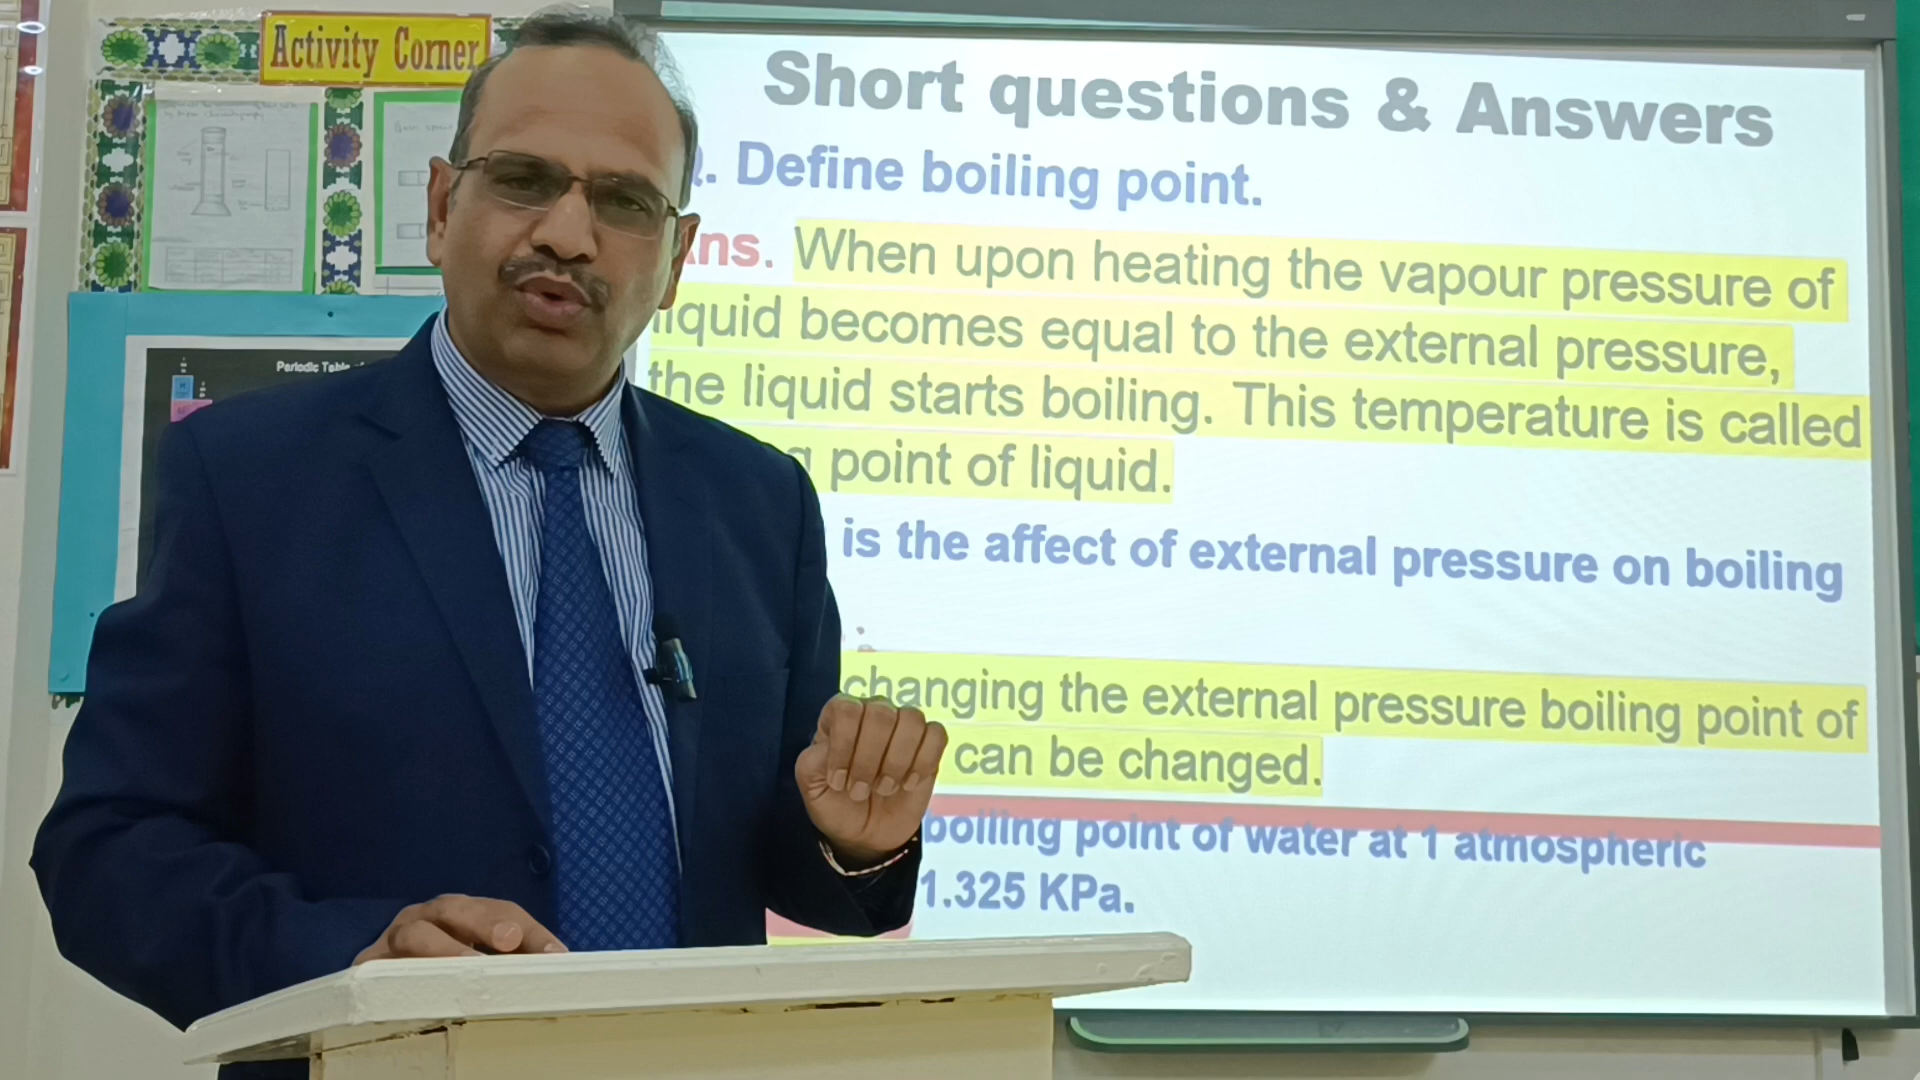 Activity Corner
Short questions & Answers
. Define boiling point.
ns. When upon heating the vapour pressure of
liquid becomes equal to the external pressure,
the liquid starts boiling. This temperature is called
point of liquid.
is the affect of external pressure on boiling
changing the external pressure boiling point of
can be changed.
boiling point of water at 1 atmospheric
1.325 KPa.
Periodic Table